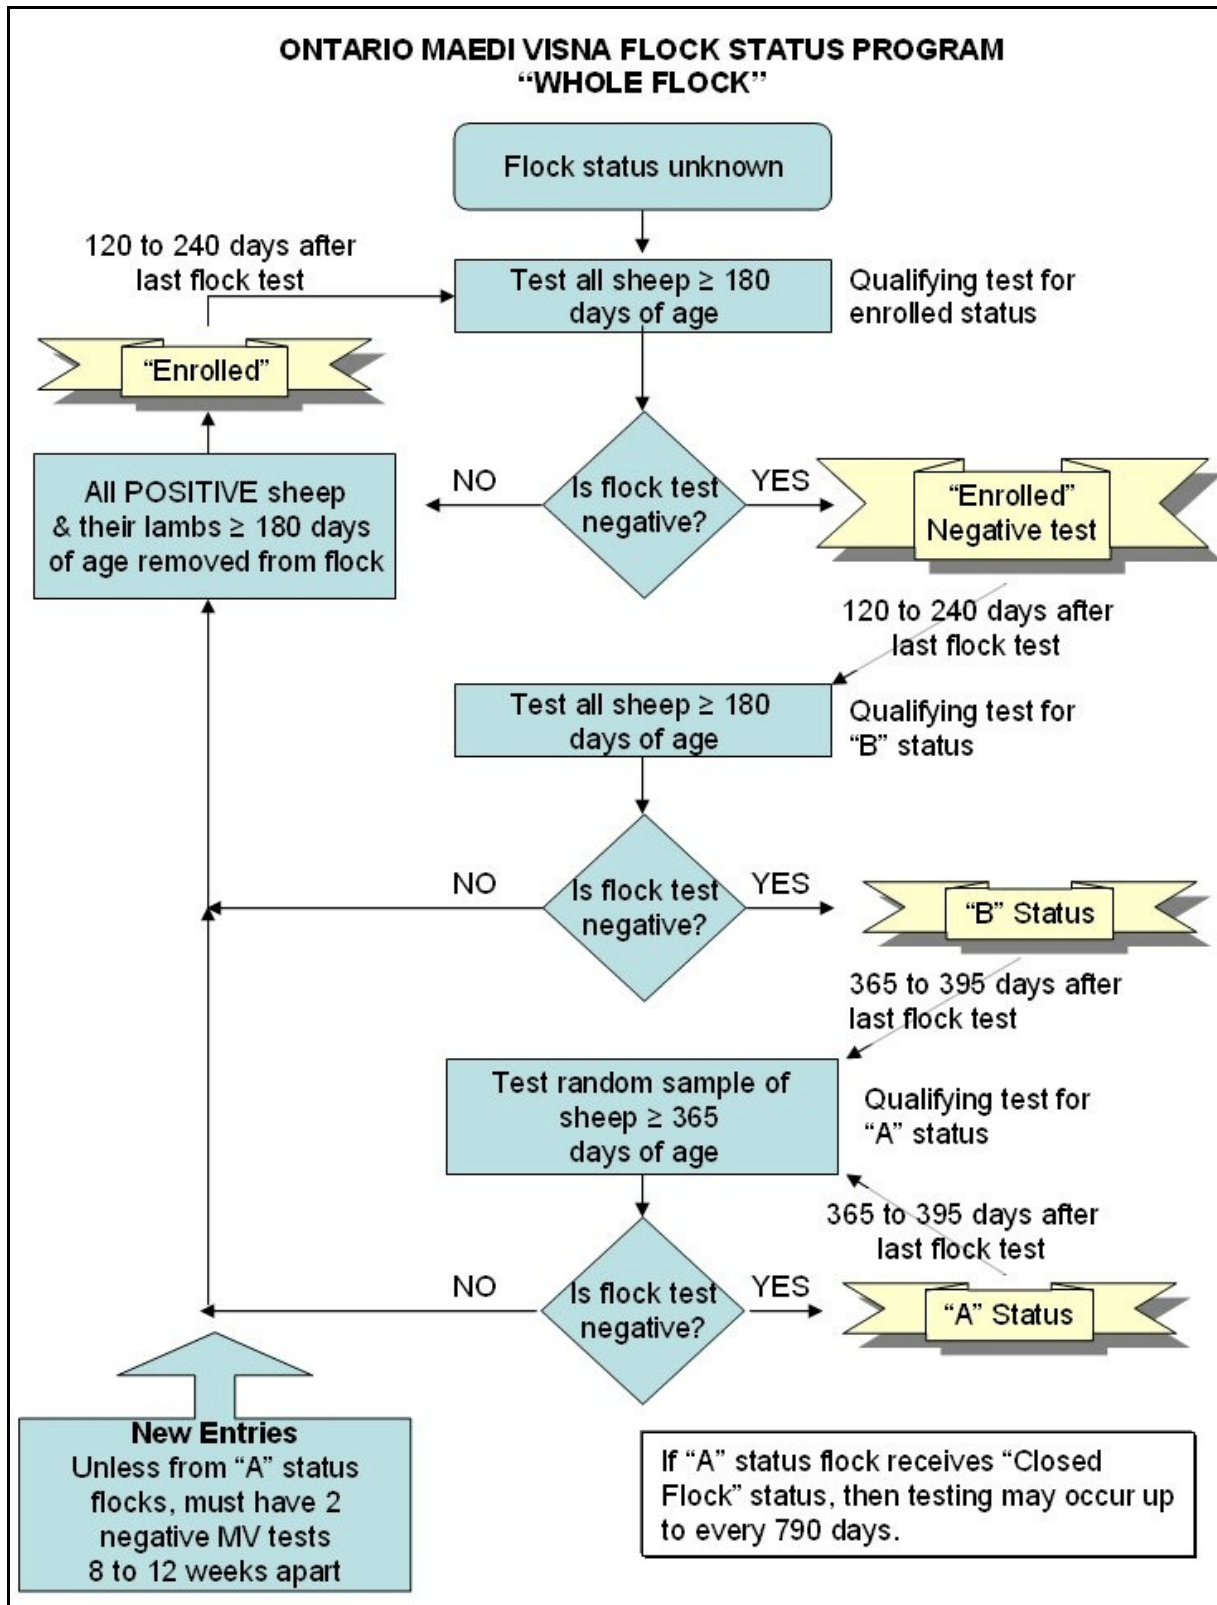 ONTARIO MAEDI VISNA FLOCK STATUS PROGRAM
“WHOLE FLOCK”
Flock status unknown
120 to 240 days after
last flock test
Test all sheep ≥ 180
days of age
Qualifying test for
enrolled status
“Enrolled”
All POSITIVE sheep
& their lambs ≥ 180 days
of age removed from flock
NO
Is flock test
negative?
YES
“Enrolled”
Negative test
120 to 240 days after
last flock test
Test all sheep ≥ 180
days of age
Qualifying test for
“B” status
NO
Is flock test
negative?
YES
“B” Status
365 to 395 days after
last flock test
Test random sample of
sheep ≥ 365
days of age
Qualifying test for
“A” status
365 to 395 days after
last flock test
NO
Is flock test
negative?
YES
“A” Status
New Entries
Unless from “A” status
flocks, must have 2
negative MV tests
8 to 12 weeks apart
If “A” status flock receives “Closed
Flock” status, then testing may occur up
to every 790 days.